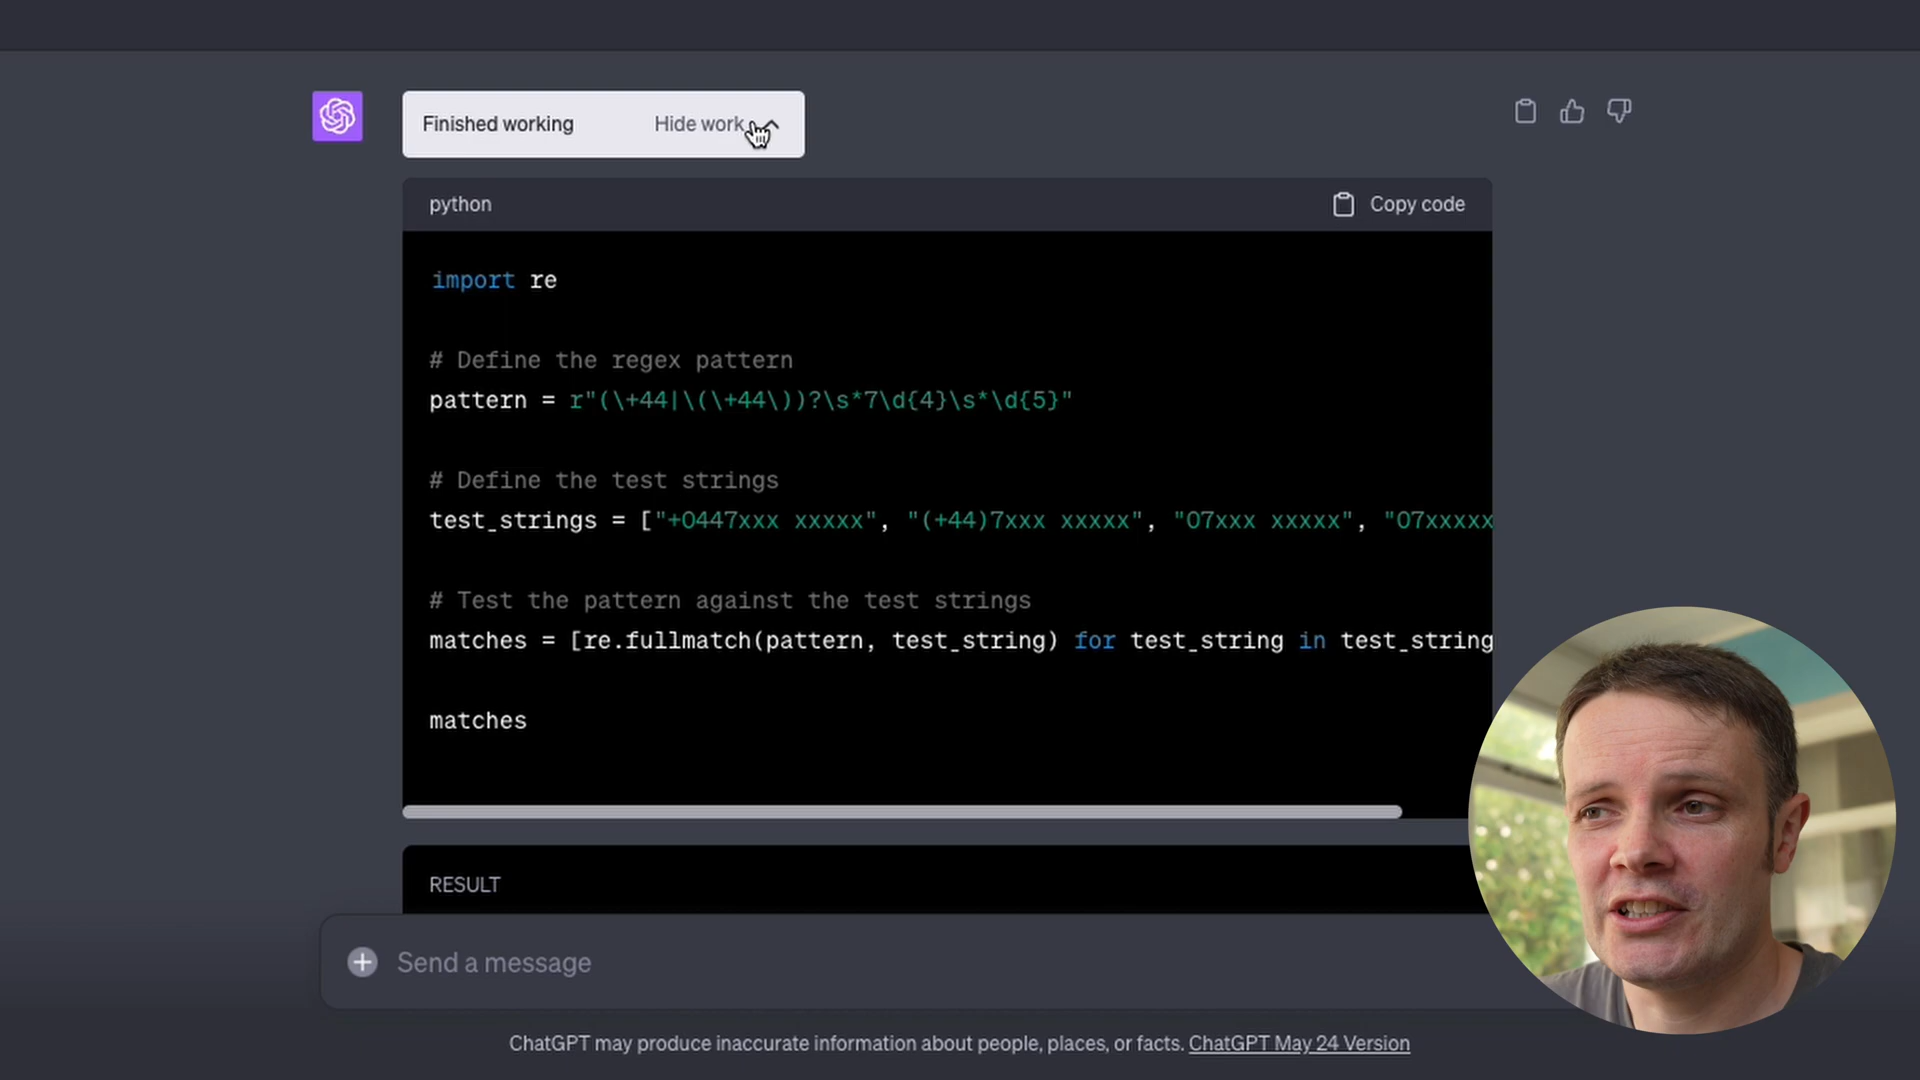 Finished working Hide work
python Copy code
import re
# Define the regex pattern
pattern = r"(\+44|\(\+44\))?\s*7\d{4}\s*\d{5}"
# Define the test strings
test_strings = ["+0447xxx xxxxx", "(+44)7xxx xxxxx", "07xxx xxxxx", "07xxxxx
# Test the pattern against the test strings
matches = [re.fullmatch(pattern, test_string) for test_string in test_string
matches
RESULT
Send a message
ChatGPT may produce inaccurate information about people, places, or facts. ChatGPT May 24 Version